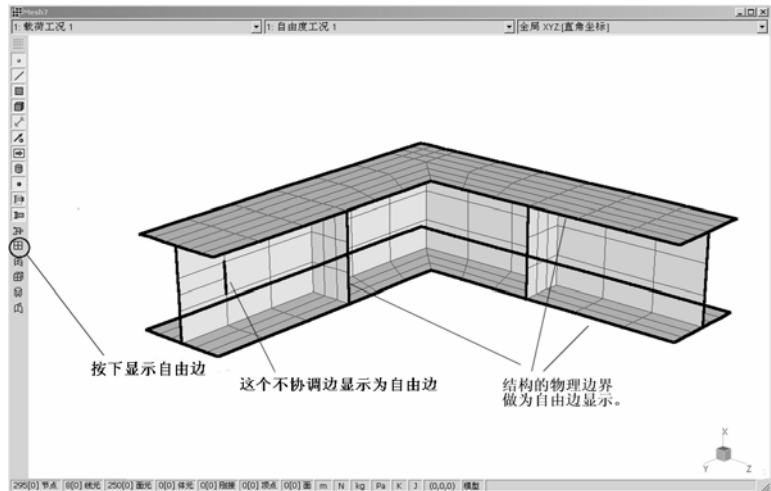 Mesh7
1: 载荷工况 1
1: 自由度工况 1
全局 XYZ[直角坐标]
按下显示自由边
这个不协调边显示为自由边
结构的物理边界
做为自由边显示。
X
Y
Z
295[0] 节点 8[0] 线元 250[0] 面元 0[0] 体元 0[0] 刚接 0[0] 顶点 0[0] 面 m N kg Pa K J (0,0,0) 模型